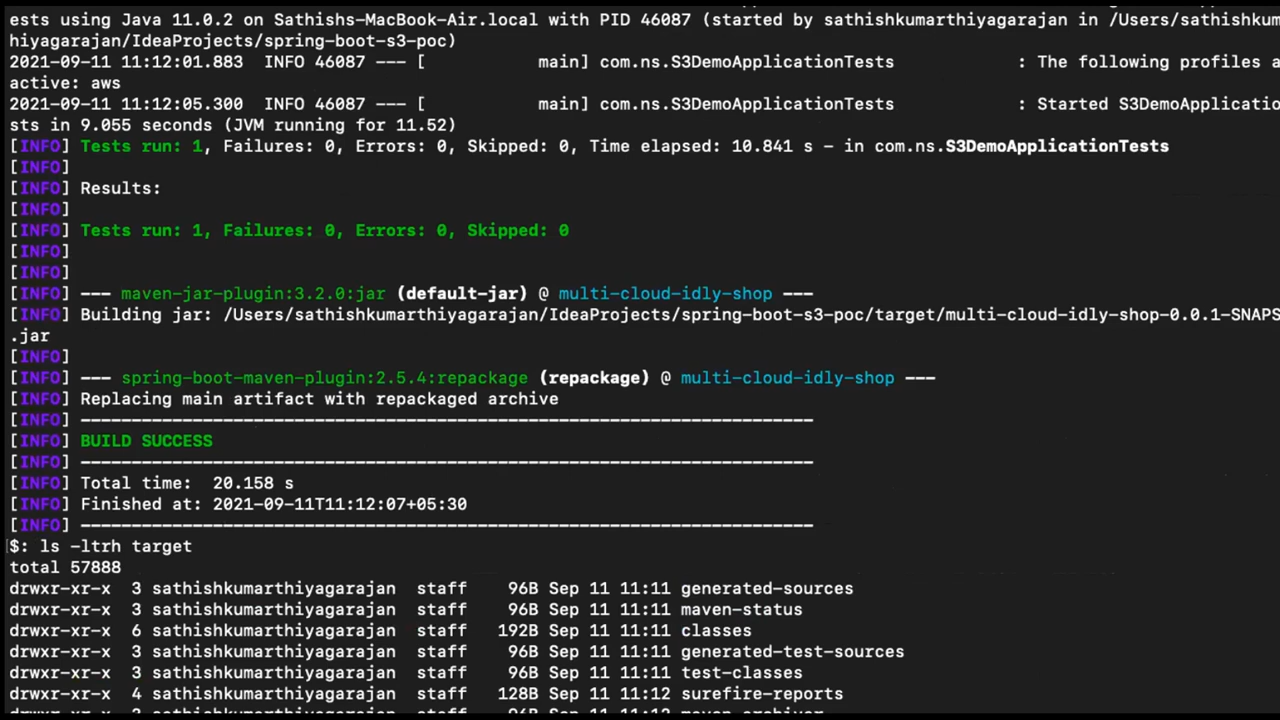 ests using Java 11.0.2 on Sathishs-MacBook-Air.local with PID 46087 (started by sathishkumarthiyagarajan in /Users/sathishkum
hiyagarajan/IdeaProjects/spring-boot-s3-poc)
2021-09-11 11:12:01.883  INFO 46087 --- [           main] com.ns.S3DemoApplicationTests            : The following profiles a
active: aws
2021-09-11 11:12:05.300  INFO 46087 --- [           main] com.ns.S3DemoApplicationTests            : Started S3DemoApplicatio
sts in 9.055 seconds (JVM running for 11.52)
[INFO] Tests run: 1, Failures: 0, Errors: 0, Skipped: 0, Time elapsed: 10.841 s - in com.ns.S3DemoApplicationTests
[INFO]
[INFO] Results:
[INFO]
[INFO] Tests run: 1, Failures: 0, Errors: 0, Skipped: 0
[INFO]
[INFO]
[INFO] --- maven-jar-plugin:3.2.0:jar (default-jar) @ multi-cloud-idly-shop ---
[INFO] Building jar: /Users/sathishkumarthiyagarajan/IdeaProjects/spring-boot-s3-poc/target/multi-cloud-idly-shop-0.0.1-SNAPS
.jar
[INFO]
[INFO] --- spring-boot-maven-plugin:2.5.4:repackage (repackage) @ multi-cloud-idly-shop ---
[INFO] Replacing main artifact with repackaged archive
[INFO] ------------------------------------------------------------------------
[INFO] BUILD SUCCESS
[INFO] ------------------------------------------------------------------------
[INFO] Total time:  20.158 s
[INFO] Finished at: 2021-09-11T11:12:07+05:30
[INFO] ------------------------------------------------------------------------
$: ls -ltrh target
total 57888
drwxr-xr-x  3 sathishkumarthiyagarajan  staff    96B Sep 11 11:11 generated-sources
drwxr-xr-x  3 sathishkumarthiyagarajan  staff    96B Sep 11 11:11 maven-status
drwxr-xr-x  6 sathishkumarthiyagarajan  staff   192B Sep 11 11:11 classes
drwxr-xr-x  3 sathishkumarthiyagarajan  staff    96B Sep 11 11:11 generated-test-sources
drwxr-xr-x  3 sathishkumarthiyagarajan  staff    96B Sep 11 11:11 test-classes
drwxr-xr-x  4 sathishkumarthiyagarajan  staff   128B Sep 11 11:12 surefire-reports
drwxr-xr-x  3 sathishkumarthiyagarajan  staff    96B Sep 11 11:12 maven-archiver